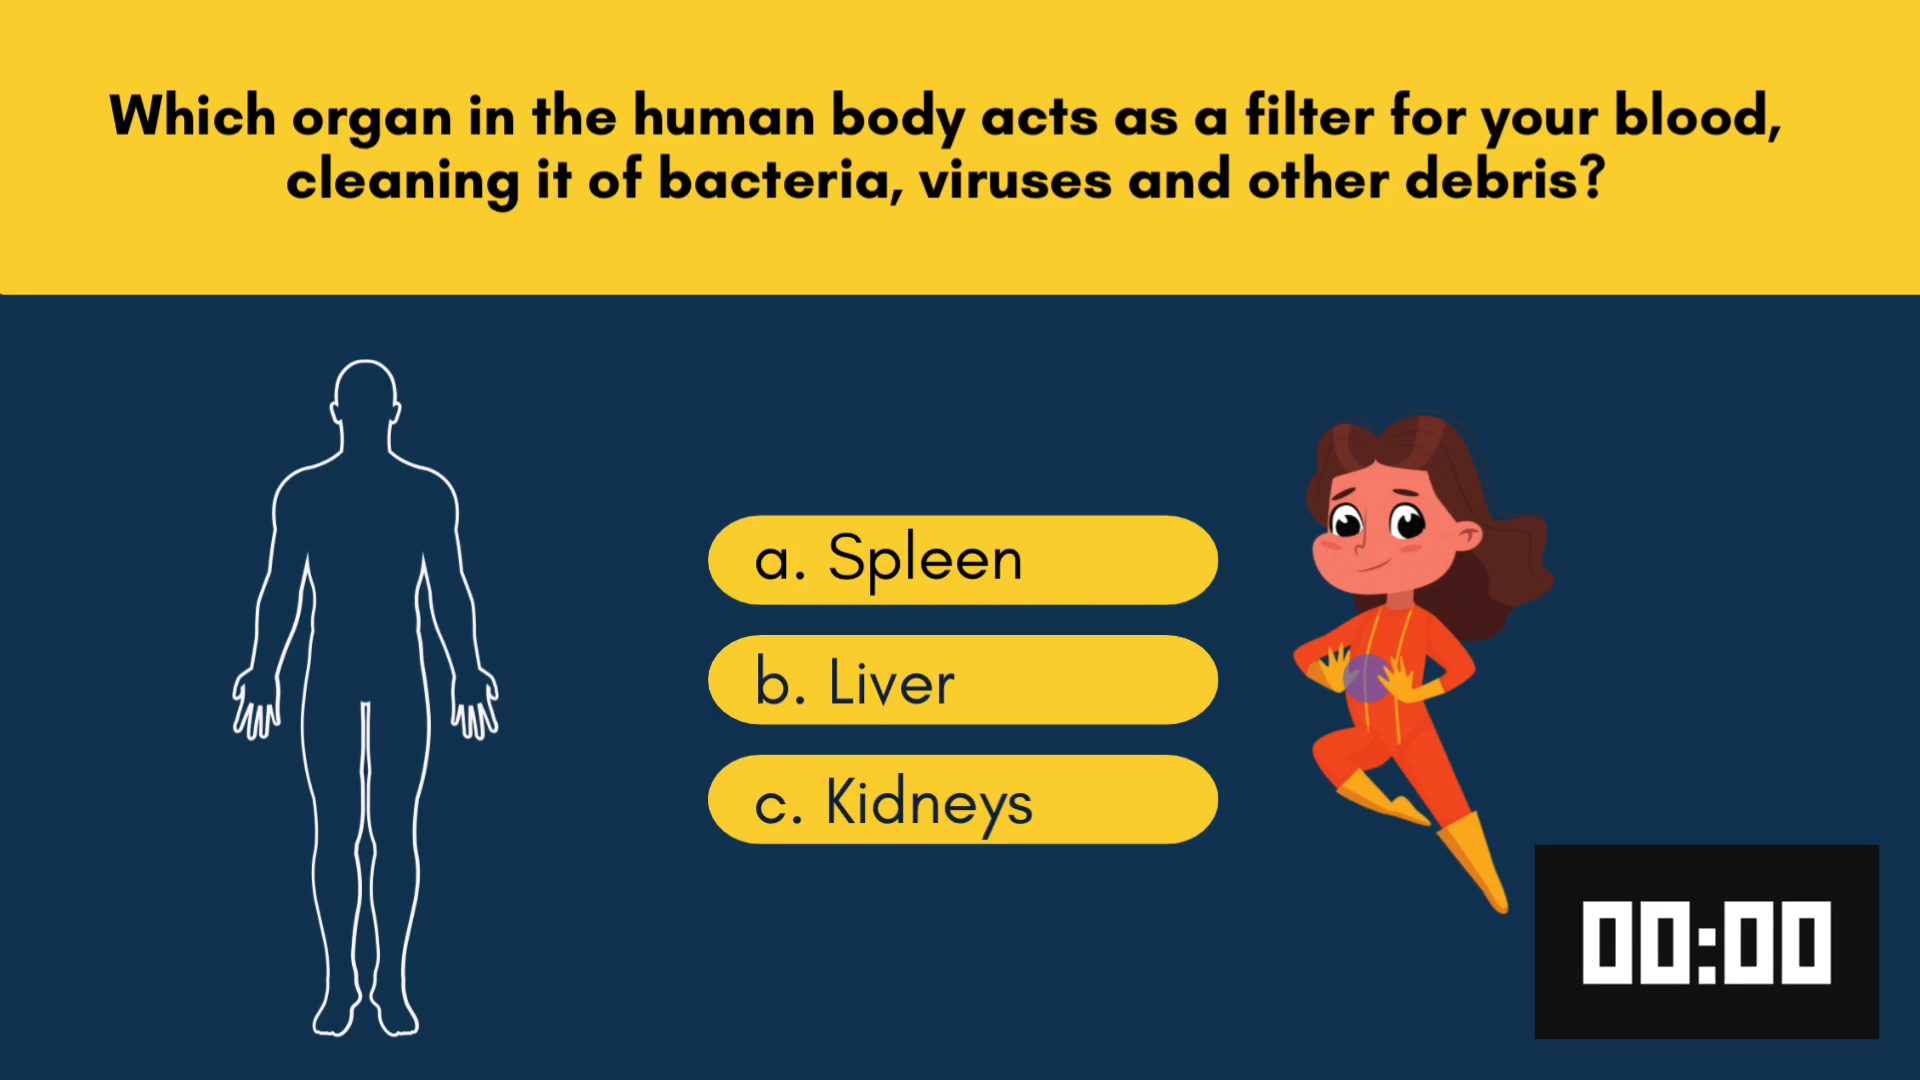 Which organ in the human body acts as a filter for your blood,
cleaning it of bacteria, viruses and other debris?
a. Spleen
b. Liver
c. Kidneys
00:00